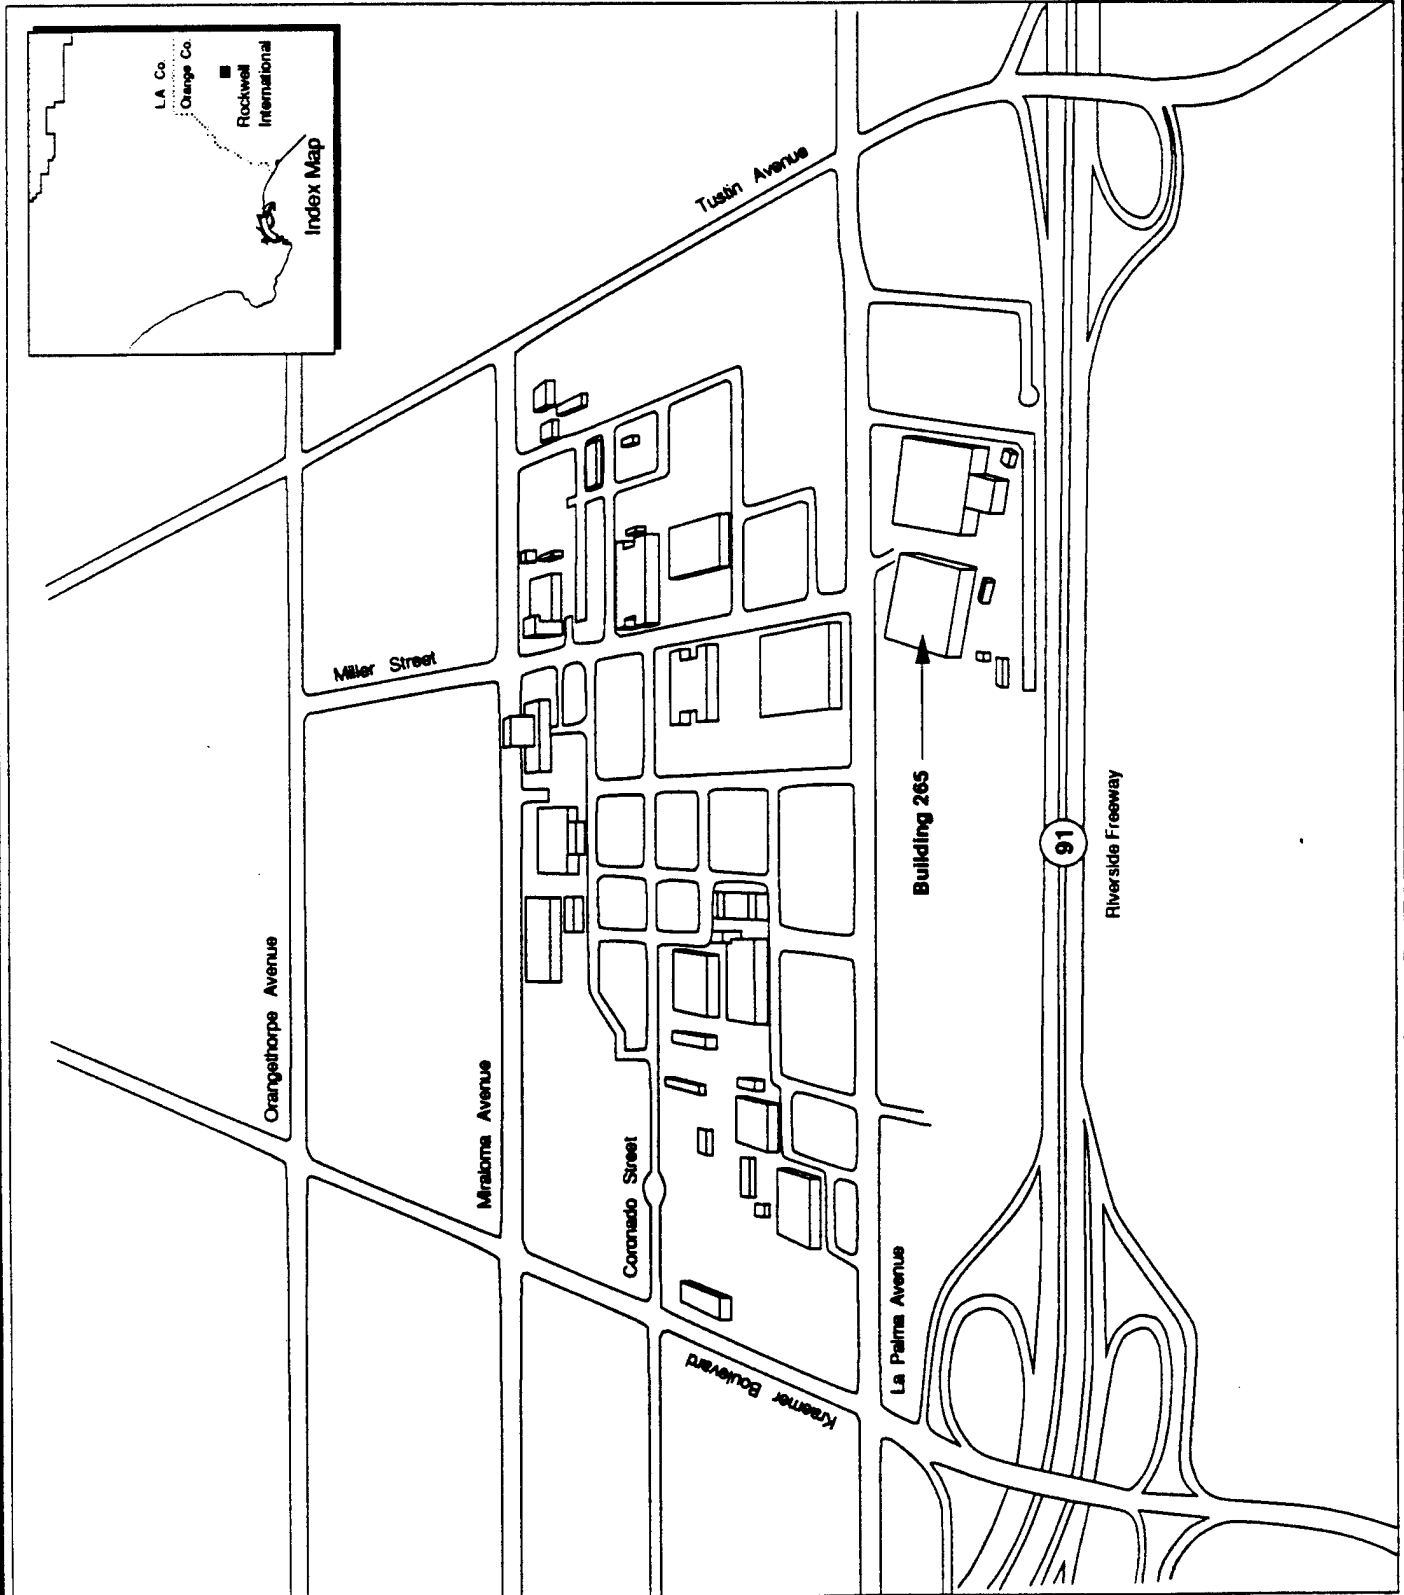 L.A Co.
Orange Co.
Rockwell
International
Index Map
Tustin Avenue
Miller Street
Orangethorpe Avenue
Miraloma Avenue
Coronado Street
Kraemer Boulevard
La Palma Avenue
Building 265
91
Riverside Freeway